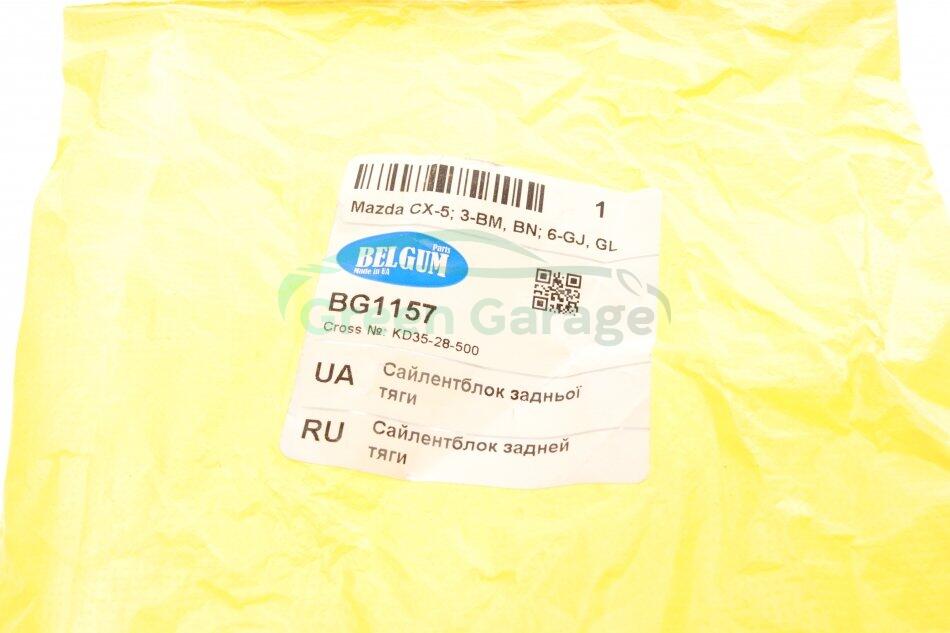 1
Mazda CX-5; 3-BM, BN; 6-GJ, GL
Parts
BELGUM
Made in UA
BG1157
Green Garage
Cross №: KD35-28-500
UA Сайлентблок задньої
тяги
RU Сайлентблок задней
тяги